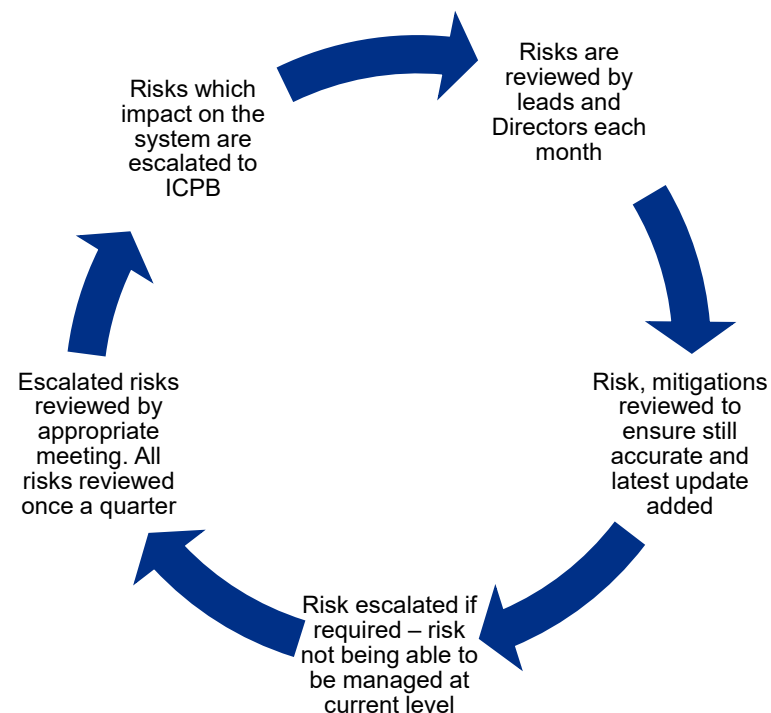 Risks are
reviewed by
leads and
Directors each
month
Risk, mitigations
reviewed to
ensure still
accurate and
latest update
added
Risk escalated if
required – risk
not being able to
be managed at
current level
Escalated risks
reviewed by
appropriate
meeting. All
risks reviewed
once a quarter
Risks which
impact on the
system are
escalated to
ICPB